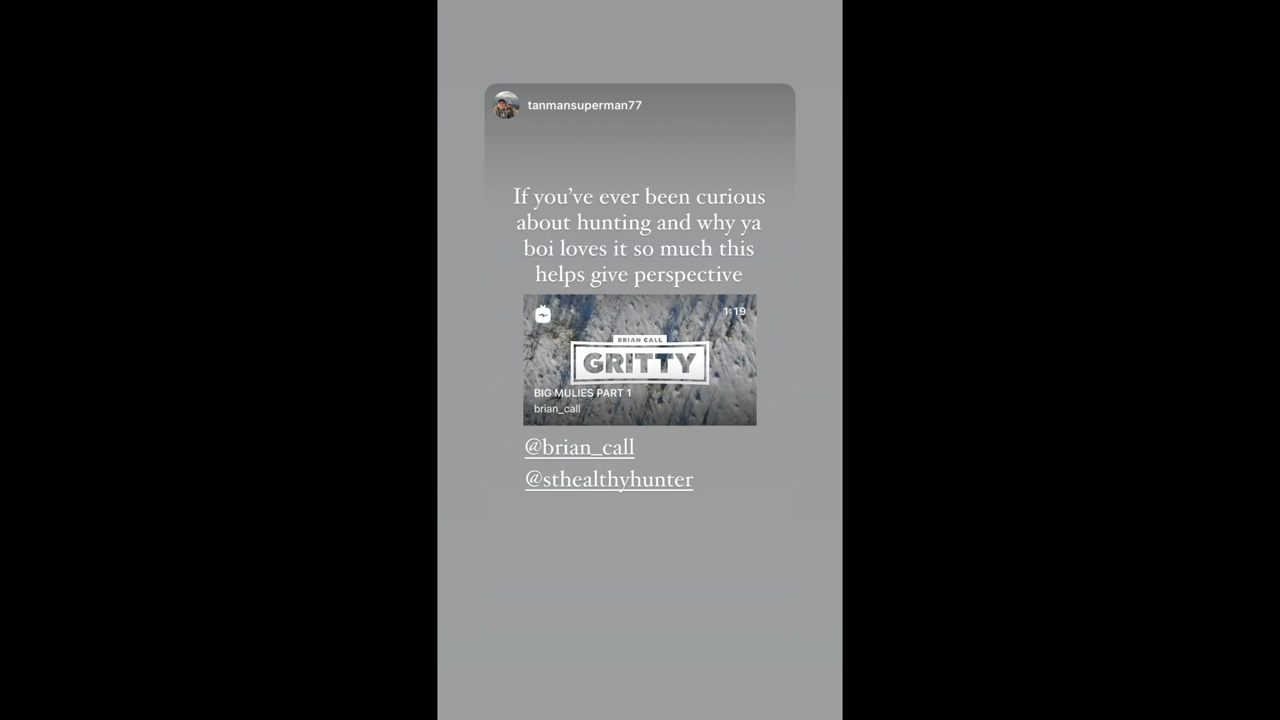 tanmansuperman77
If you've ever been curious
about hunting and why ya
boi loves it so much this
helps give perspective
1:19
BRIAN CALL
GRITTY
BIG MULIES PART 1
brian_call
@brian_call
@sthealthyhunter